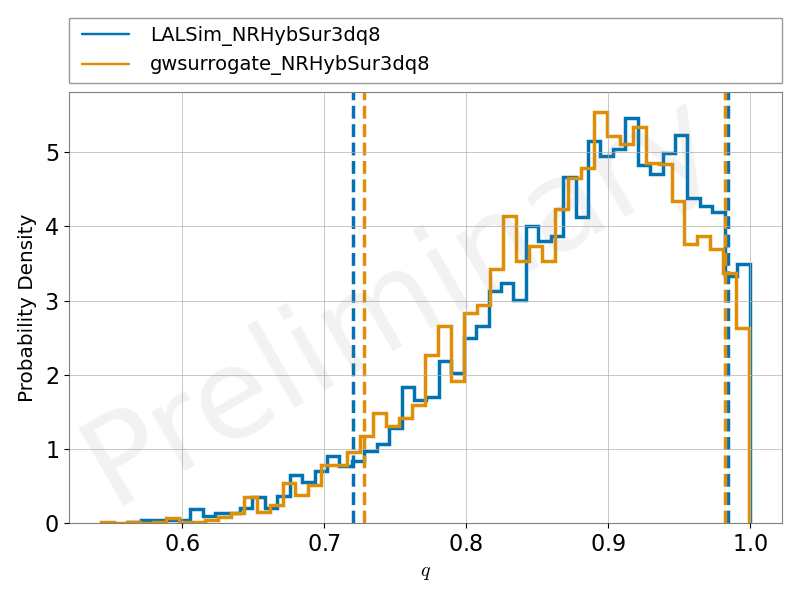 LALSim_NRHybSur3dq8
gwsurrogate_NRHybSur3dq8
Preliminary
Probability Density
5
4
3
2
1
0
0.6 0.7 0.8 0.9 1.0
q